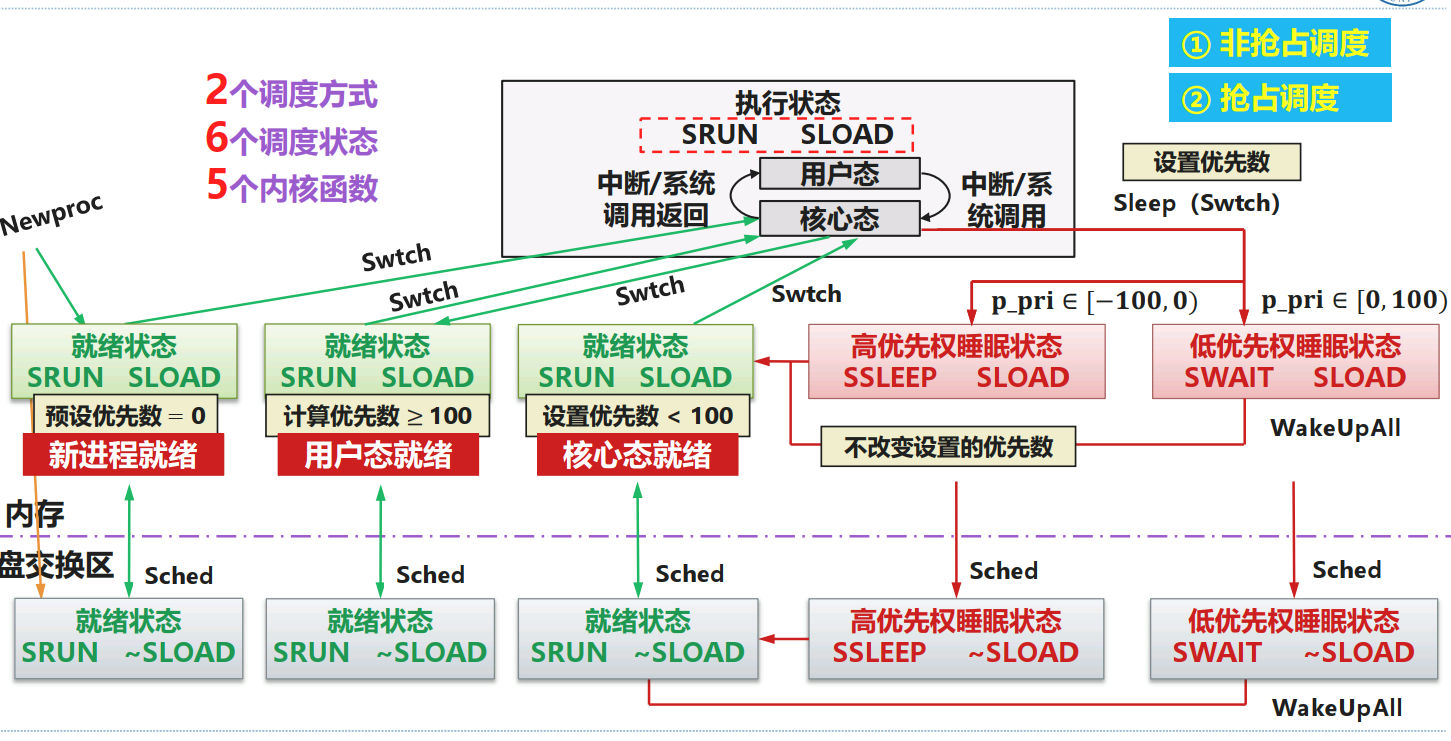 ① 非抢占调度
② 抢占调度
2个调度方式
6个调度状态
5个内核函数
执行状态
SRUN SLOAD
用户态
核心态
中断/系统
调用返回
中断/系
统调用
设置优先数
Sleep（Swtch）
Newproc
Swtch
Swtch
Swtch
Swtch
p_pri ∈ [−100, 0)
p_pri ∈ [0, 100)
就绪状态
SRUN SLOAD
预设优先数 = 0
新进程就绪
就绪状态
SRUN SLOAD
计算优先数 ≥ 100
用户态就绪
就绪状态
SRUN SLOAD
设置优先数 < 100
核心态就绪
高优先权睡眠状态
SSLEEP SLOAD
低优先权睡眠状态
SWAIT SLOAD
WakeUpAll
不改变设置的优先数
内存
盘交换区
Sched
Sched
Sched
Sched
Sched
就绪状态
SRUN ~SLOAD
就绪状态
SRUN ~SLOAD
就绪状态
SRUN ~SLOAD
高优先权睡眠状态
SSLEEP ~SLOAD
低优先权睡眠状态
SWAIT ~SLOAD
WakeUpAll